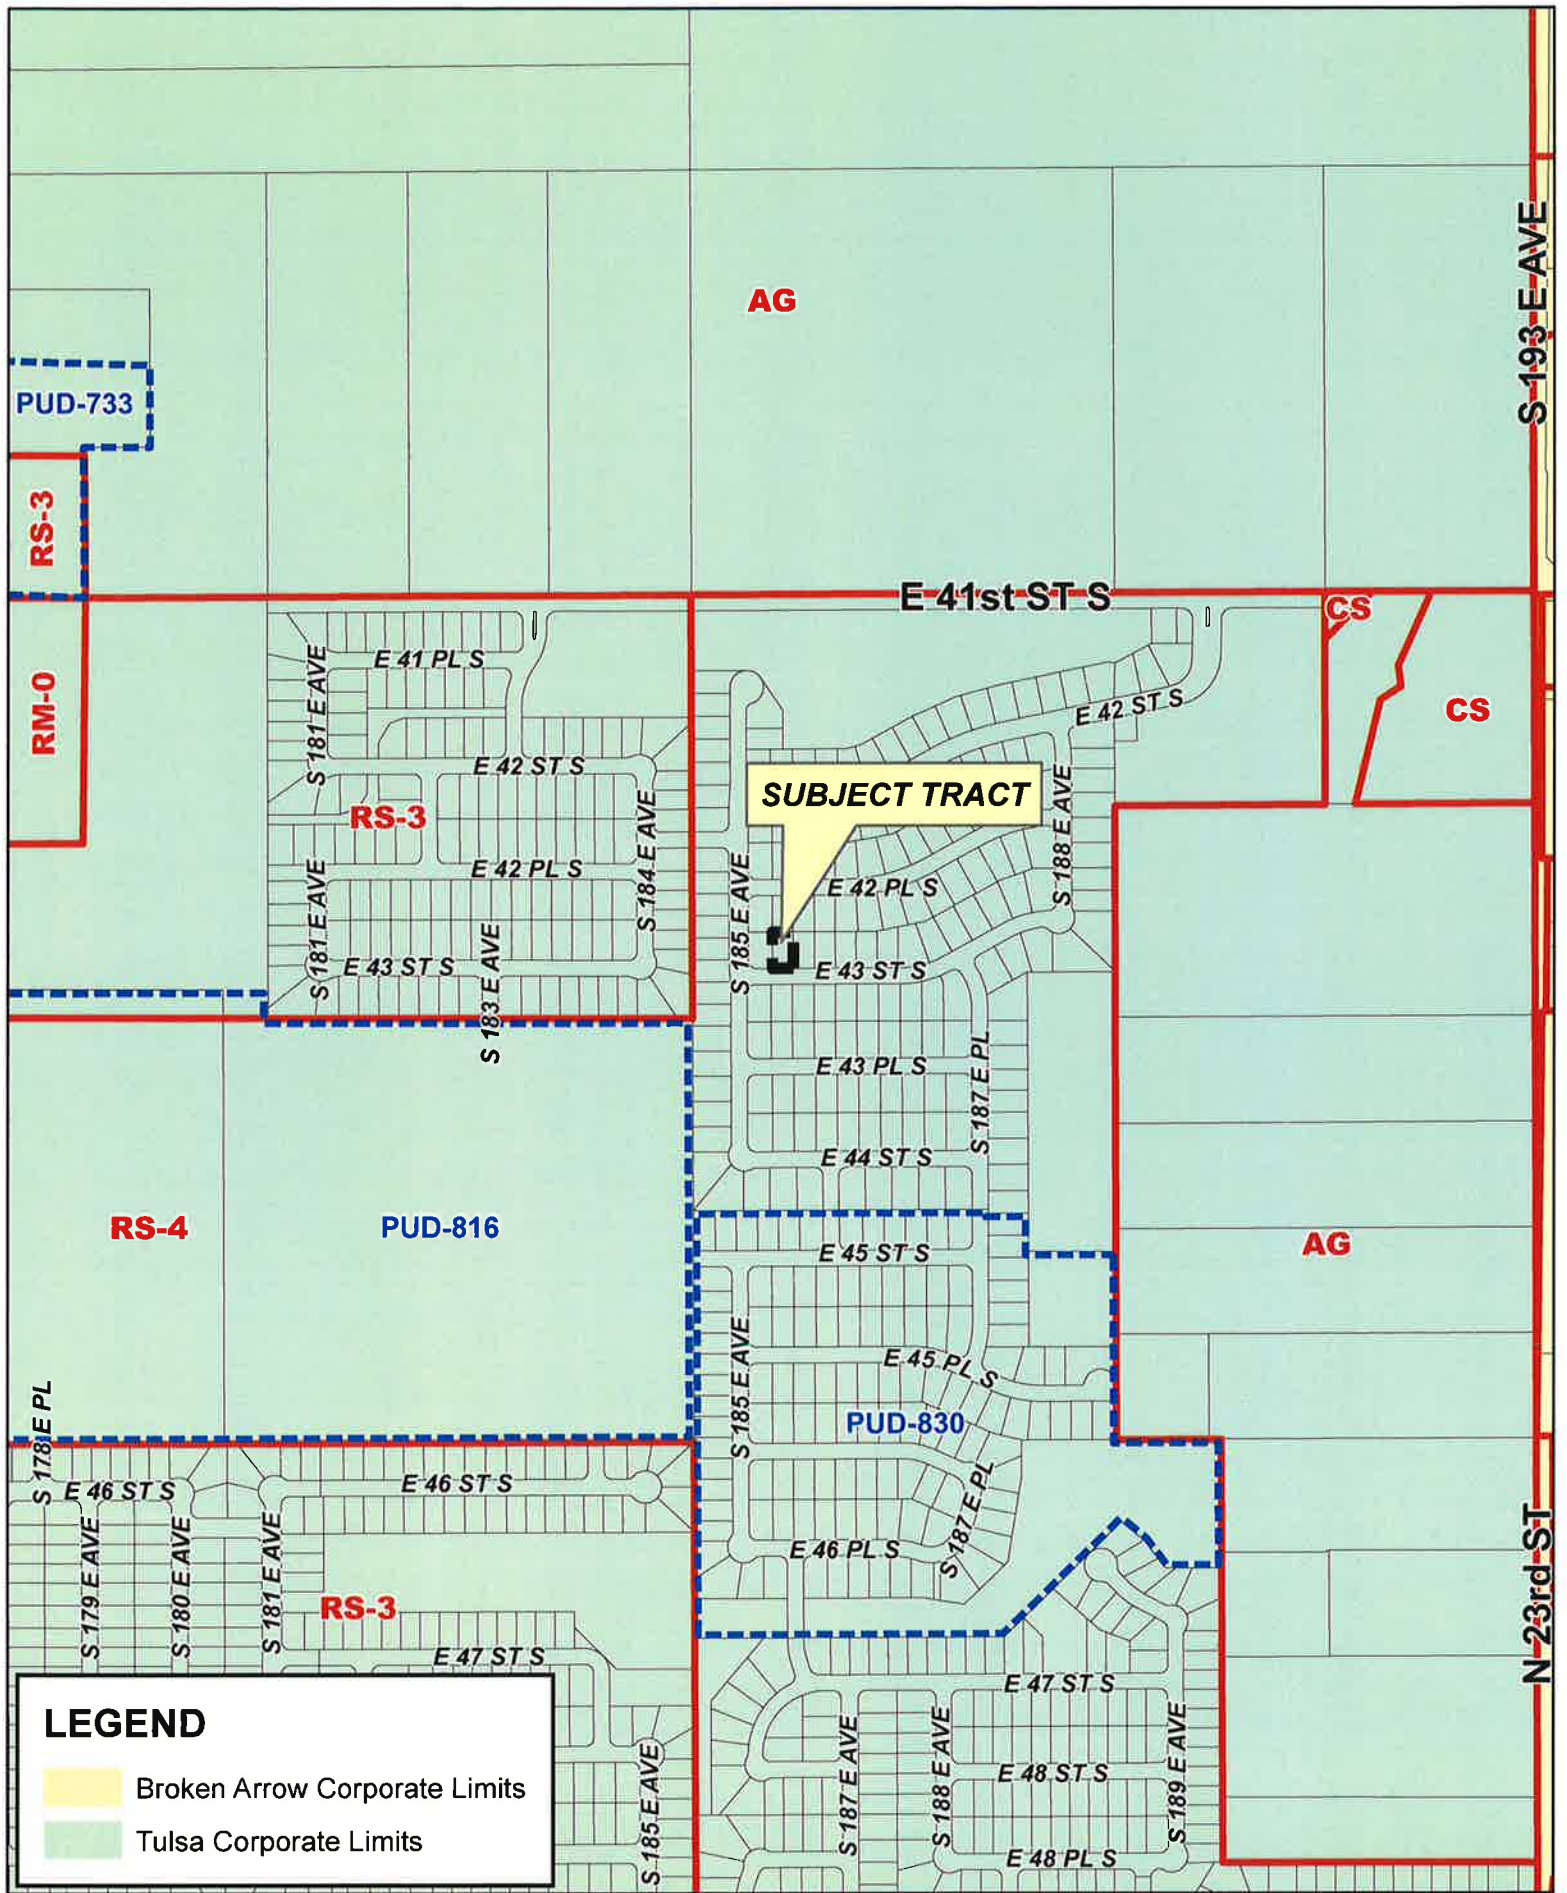 AG
S 193 E AVE
PUD-733
RS-3
E 41st ST S
CS
RM-0
S 181 E AVE
E 41 PL S
E 42 ST S
CS
E 42 ST S
SUBJECT TRACT
RS-3
S 184 E AVE
S 188 E AVE
E 42 PL S
E 42 PL S
S 181 E AVE
S 183 E AVE
S 185 E AVE
E 43 ST S
E 43 ST S
E 43 PL S
S 187 E PL
E 44 ST S
RS-4
PUD-816
E 45 ST S
AG
S 185 E AVE
E 45 PL S
S 178 E PL
PUD-830
E 46 ST S
E 46 ST S
S 187 E PL
S 179 E AVE
S 180 E AVE
S 181 E AVE
E 46 PL S
N 23rd ST
RS-3
E 47 ST S
E 47 ST S
S 185 E AVE
S 187 E AVE
S 188 E AVE
S 189 E AVE
E 48 ST S
E 48 PL S
LEGEND
Broken Arrow Corporate Limits
Tulsa Corporate Limits